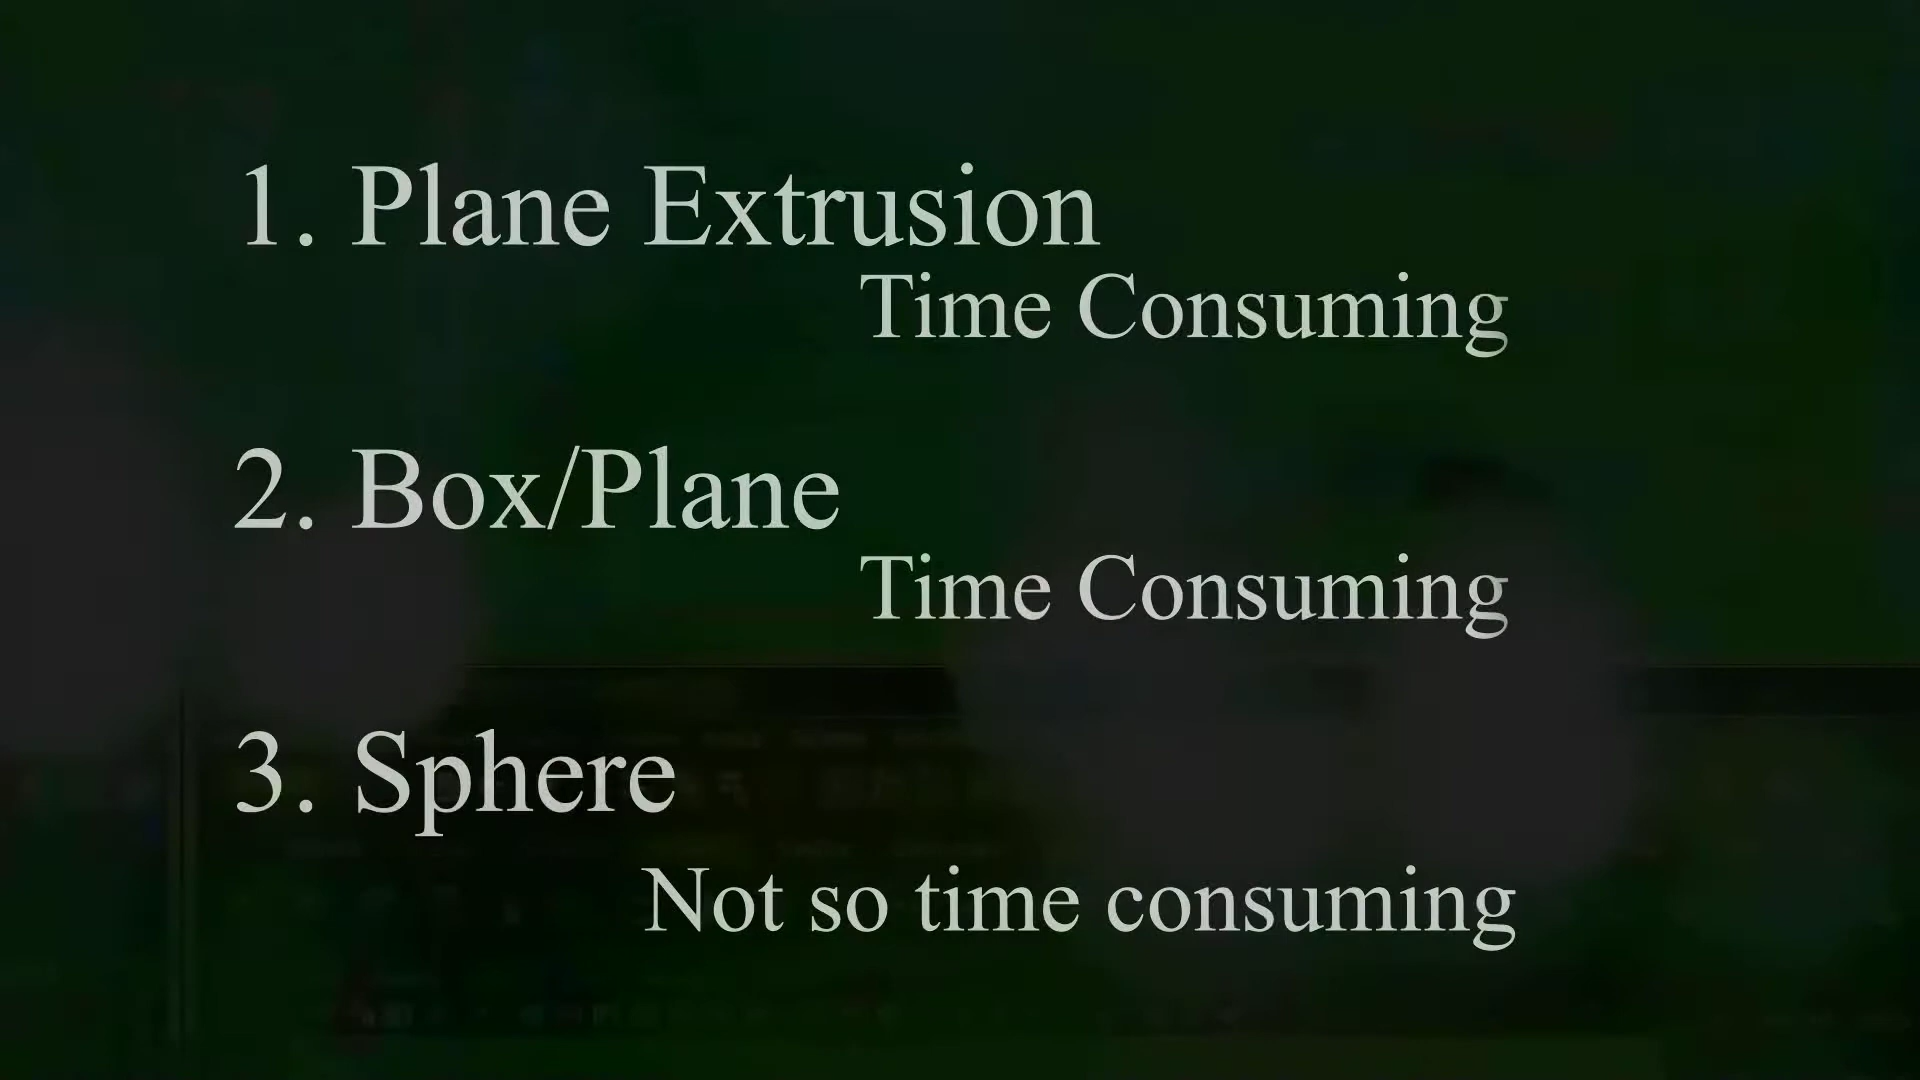 1. Plane Extrusion
Time Consuming
2. Box/Plane
Time Consuming
3. Sphere
Not so time consuming